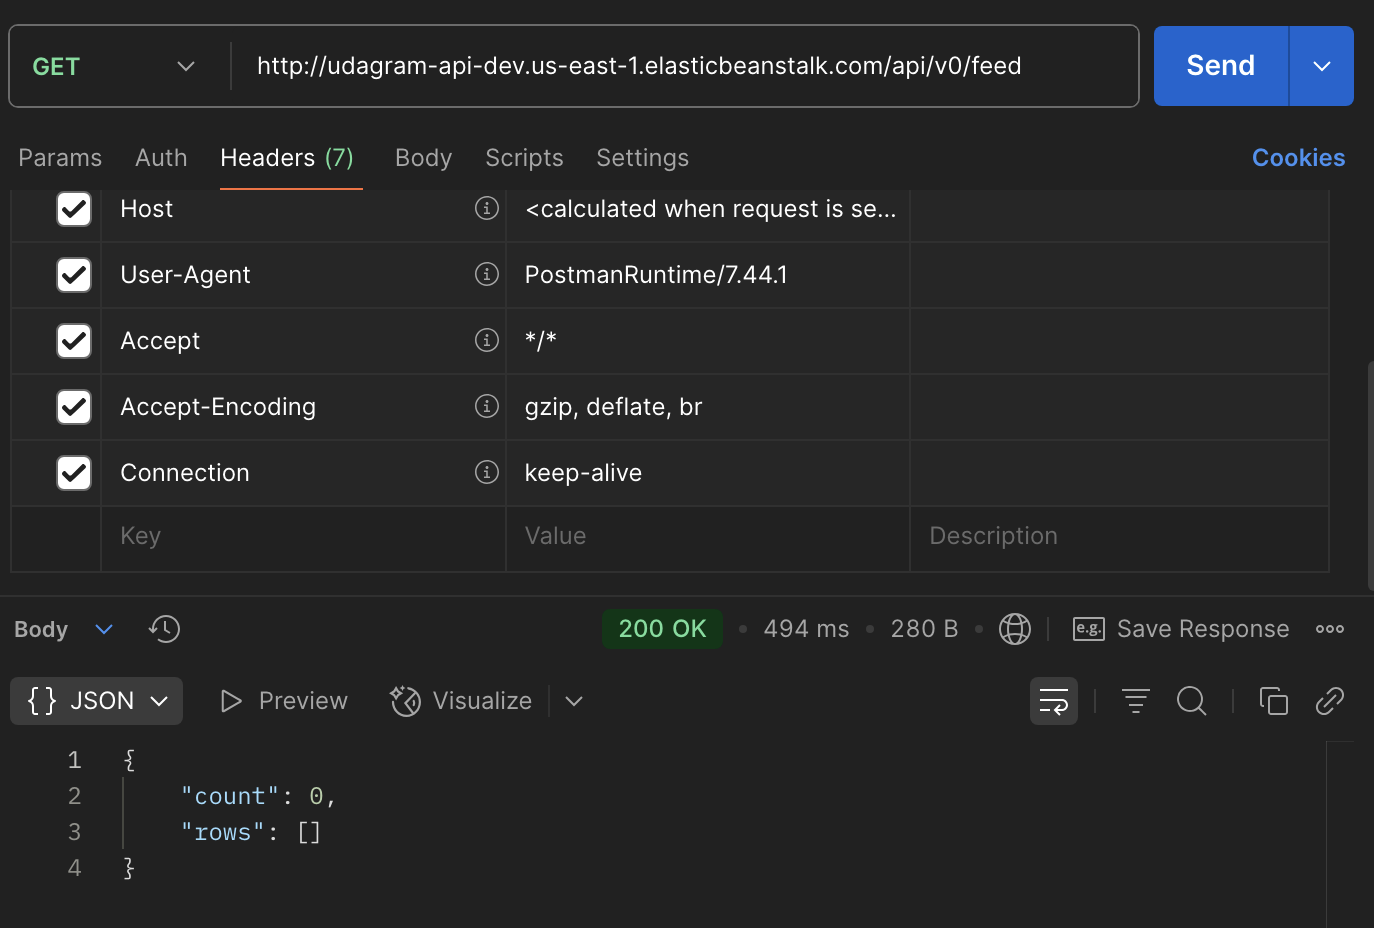 GET http://udagram-api-dev.us-east-1.elasticbeanstalk.com/api/v0/feed Send
Params Auth Headers (7) Body Scripts Settings Cookies
Host <calculated when request is se...
User-Agent PostmanRuntime/7.44.1
Accept */*
Accept-Encoding gzip, deflate, br
Connection keep-alive
Key Value Description
Body 200 OK • 494 ms • 280 B • e.g. Save Response
{} JSON Preview Visualize
1 {
2 "count": 0,
3 "rows": []
4 }